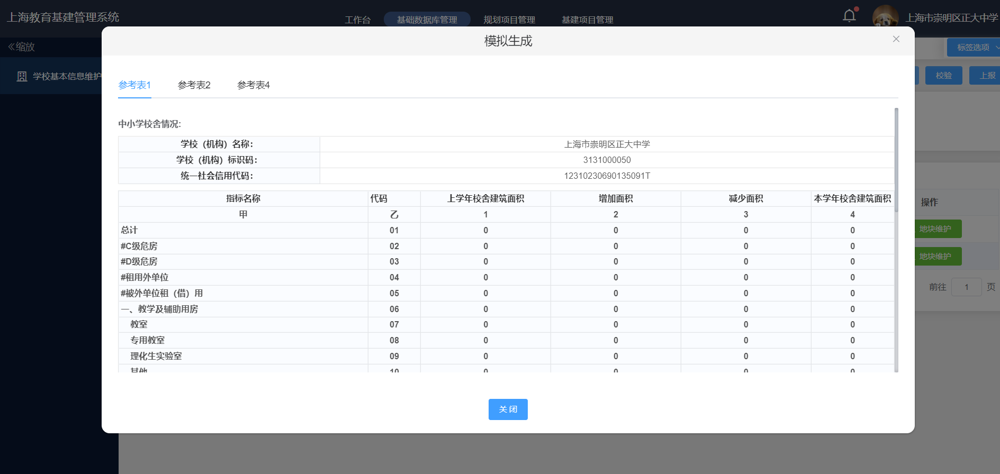 上海教育基建管理系统
工作台 基础数据库管理 规划项目管理 基建项目管理
上海市崇明区正大中学
缩放
学校基本信息维护
标签选项
校验 上报
模拟生成
参考表1 参考表2 参考表4
中小学校舍情况:
学校（机构）名称： 上海市崇明区正大中学
学校（机构）标识码： 3131000050
统一社会信用代码： 12310230690135091T
指标名称 代码 上学年校舍建筑面积 增加面积 减少面积 本学年校舍建筑面积
甲 乙 1 2 3 4
总计 01 0 0 0 0
#C级危房 02 0 0 0 0
#D级危房 03 0 0 0 0
#租用外单位 04 0 0 0 0
#被外单位租（借）用 05 0 0 0 0
一、教学及辅助用房 06 0 0 0 0
教室 07 0 0 0 0
专用教室 08 0 0 0 0
理化生实验室 09 0 0 0 0
其他 10 0 0 0 0
操作
地块维护
地块维护
前往 1 页
关闭